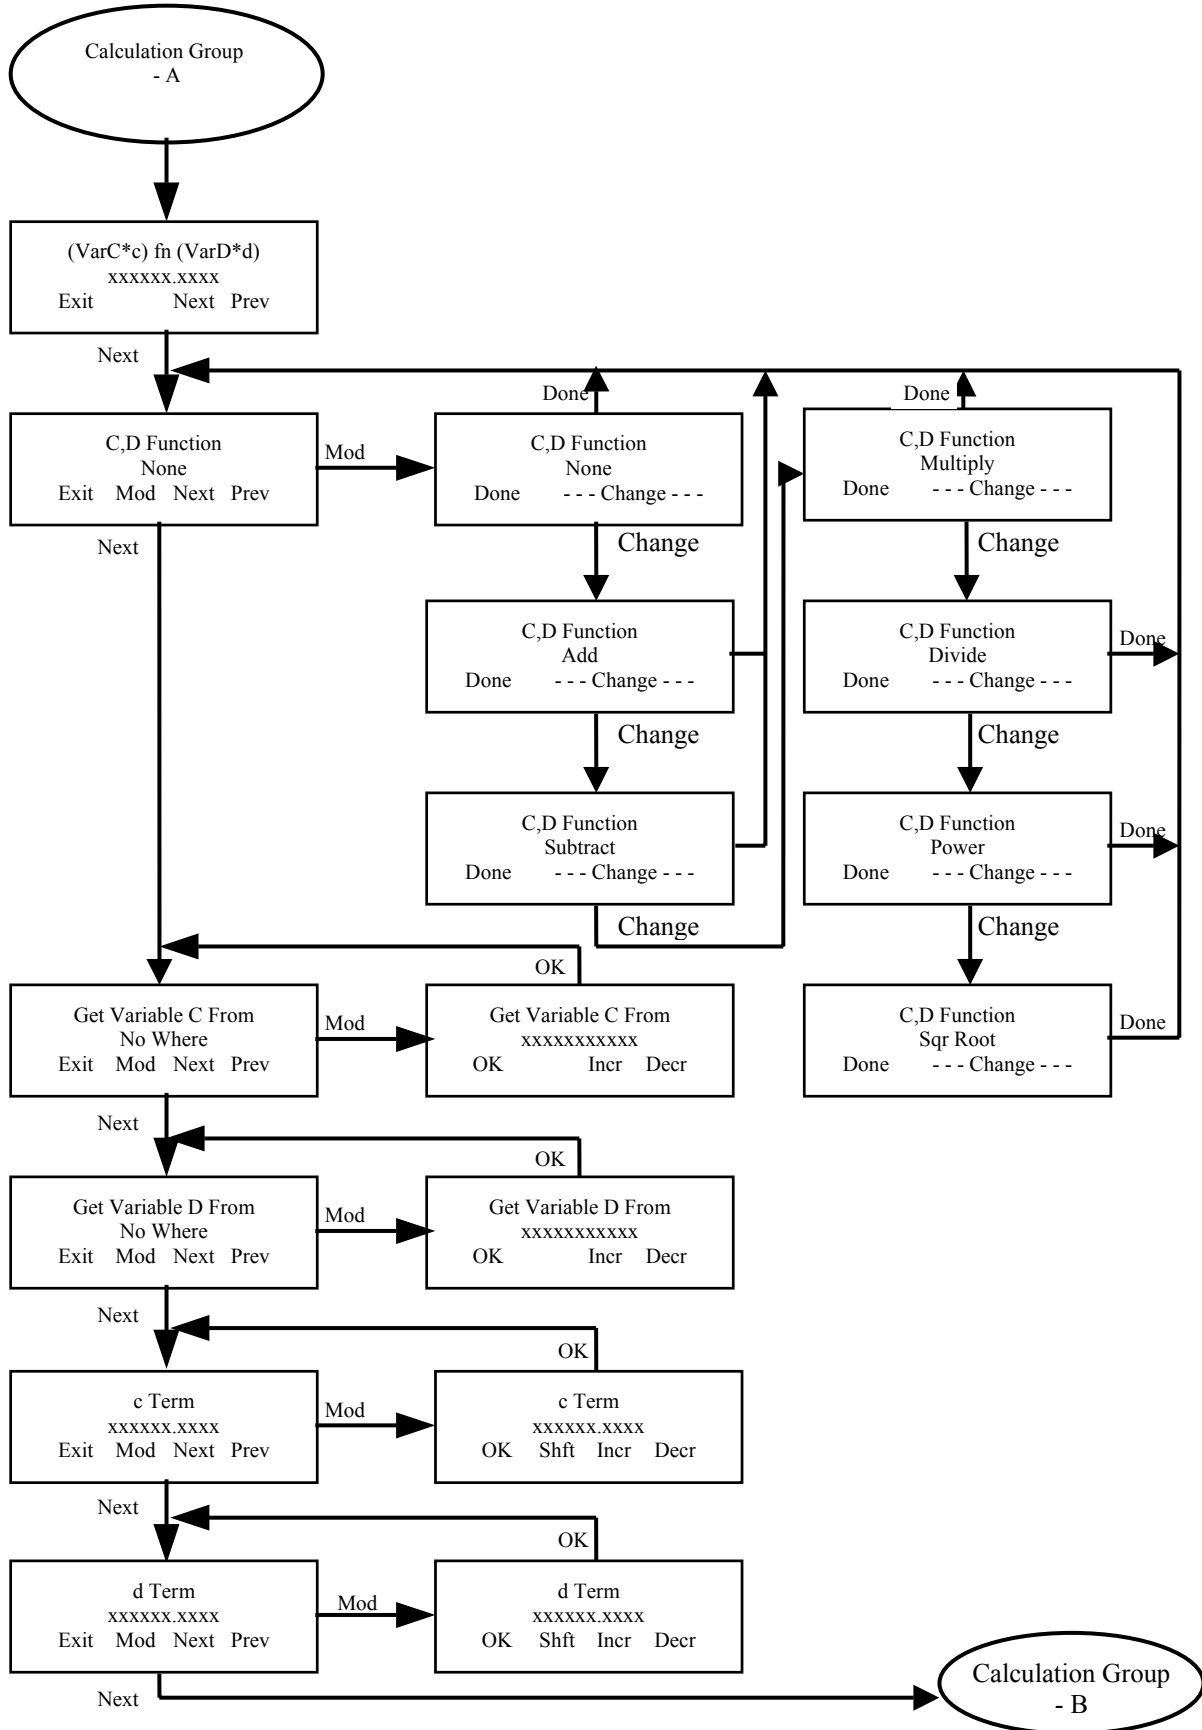 Calculation Group
- A
(VarC*c) fn (VarD*d)
xxxxxx.xxxx
Exit Next Prev
Next
Done
Done
C,D Function
None
Exit Mod Next Prev
Mod
C,D Function
None
Done - - - Change - - -
C,D Function
Multiply
Done - - - Change - - -
Next
Change
Change
C,D Function
Add
Done - - - Change - - -
C,D Function
Divide
Done - - - Change - - -
Done
Change
Change
C,D Function
Subtract
Done - - - Change - - -
C,D Function
Power
Done - - - Change - - -
Done
Change
Change
OK
Get Variable C From
No Where
Exit Mod Next Prev
Mod
Get Variable C From
xxxxxxxxxxx
OK Incr Decr
C,D Function
Sqr Root
Done - - - Change - - -
Done
Next
OK
Get Variable D From
No Where
Exit Mod Next Prev
Mod
Get Variable D From
xxxxxxxxxxx
OK Incr Decr
Next
OK
c Term
xxxxxx.xxxx
Exit Mod Next Prev
Mod
c Term
xxxxxx.xxxx
OK Shft Incr Decr
Next
OK
d Term
xxxxxx.xxxx
Exit Mod Next Prev
Mod
d Term
xxxxxx.xxxx
OK Shft Incr Decr
Next
Calculation Group
- B